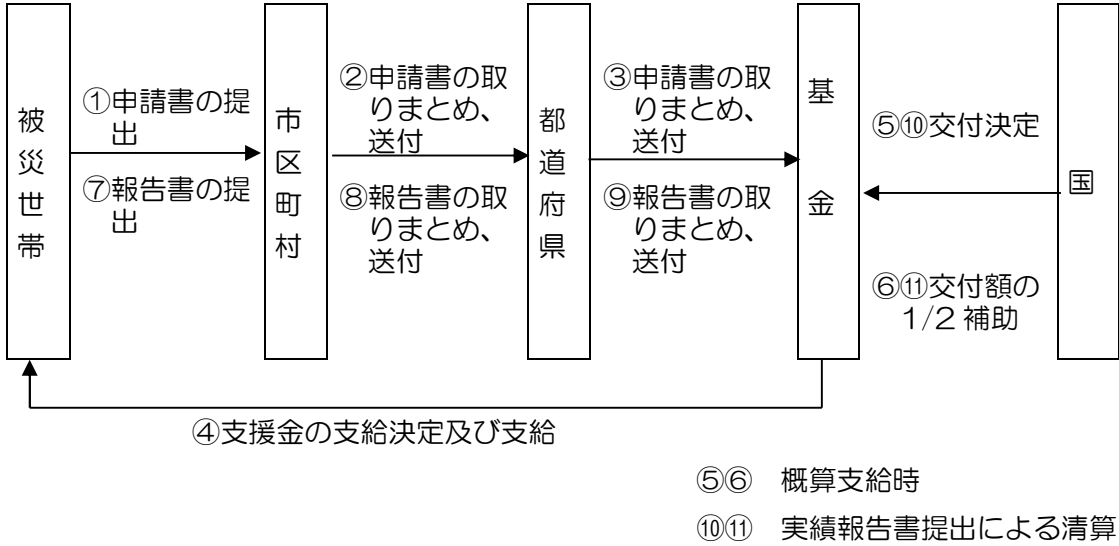 被災世帯
①申請書の提
出
⑦報告書の提
出
市区町村
②申請書の取
りまとめ、
送付
⑧報告書の取
りまとめ、
送付
都道府県
③申請書の取
りまとめ、
送付
⑨報告書の取
りまとめ、
送付
基金
⑤⑩交付決定
⑥⑪交付額の
1/2 補助
国
④支援金の支給決定及び支給
⑤⑥ 概算支給時
⑩⑪ 実績報告書提出による清算